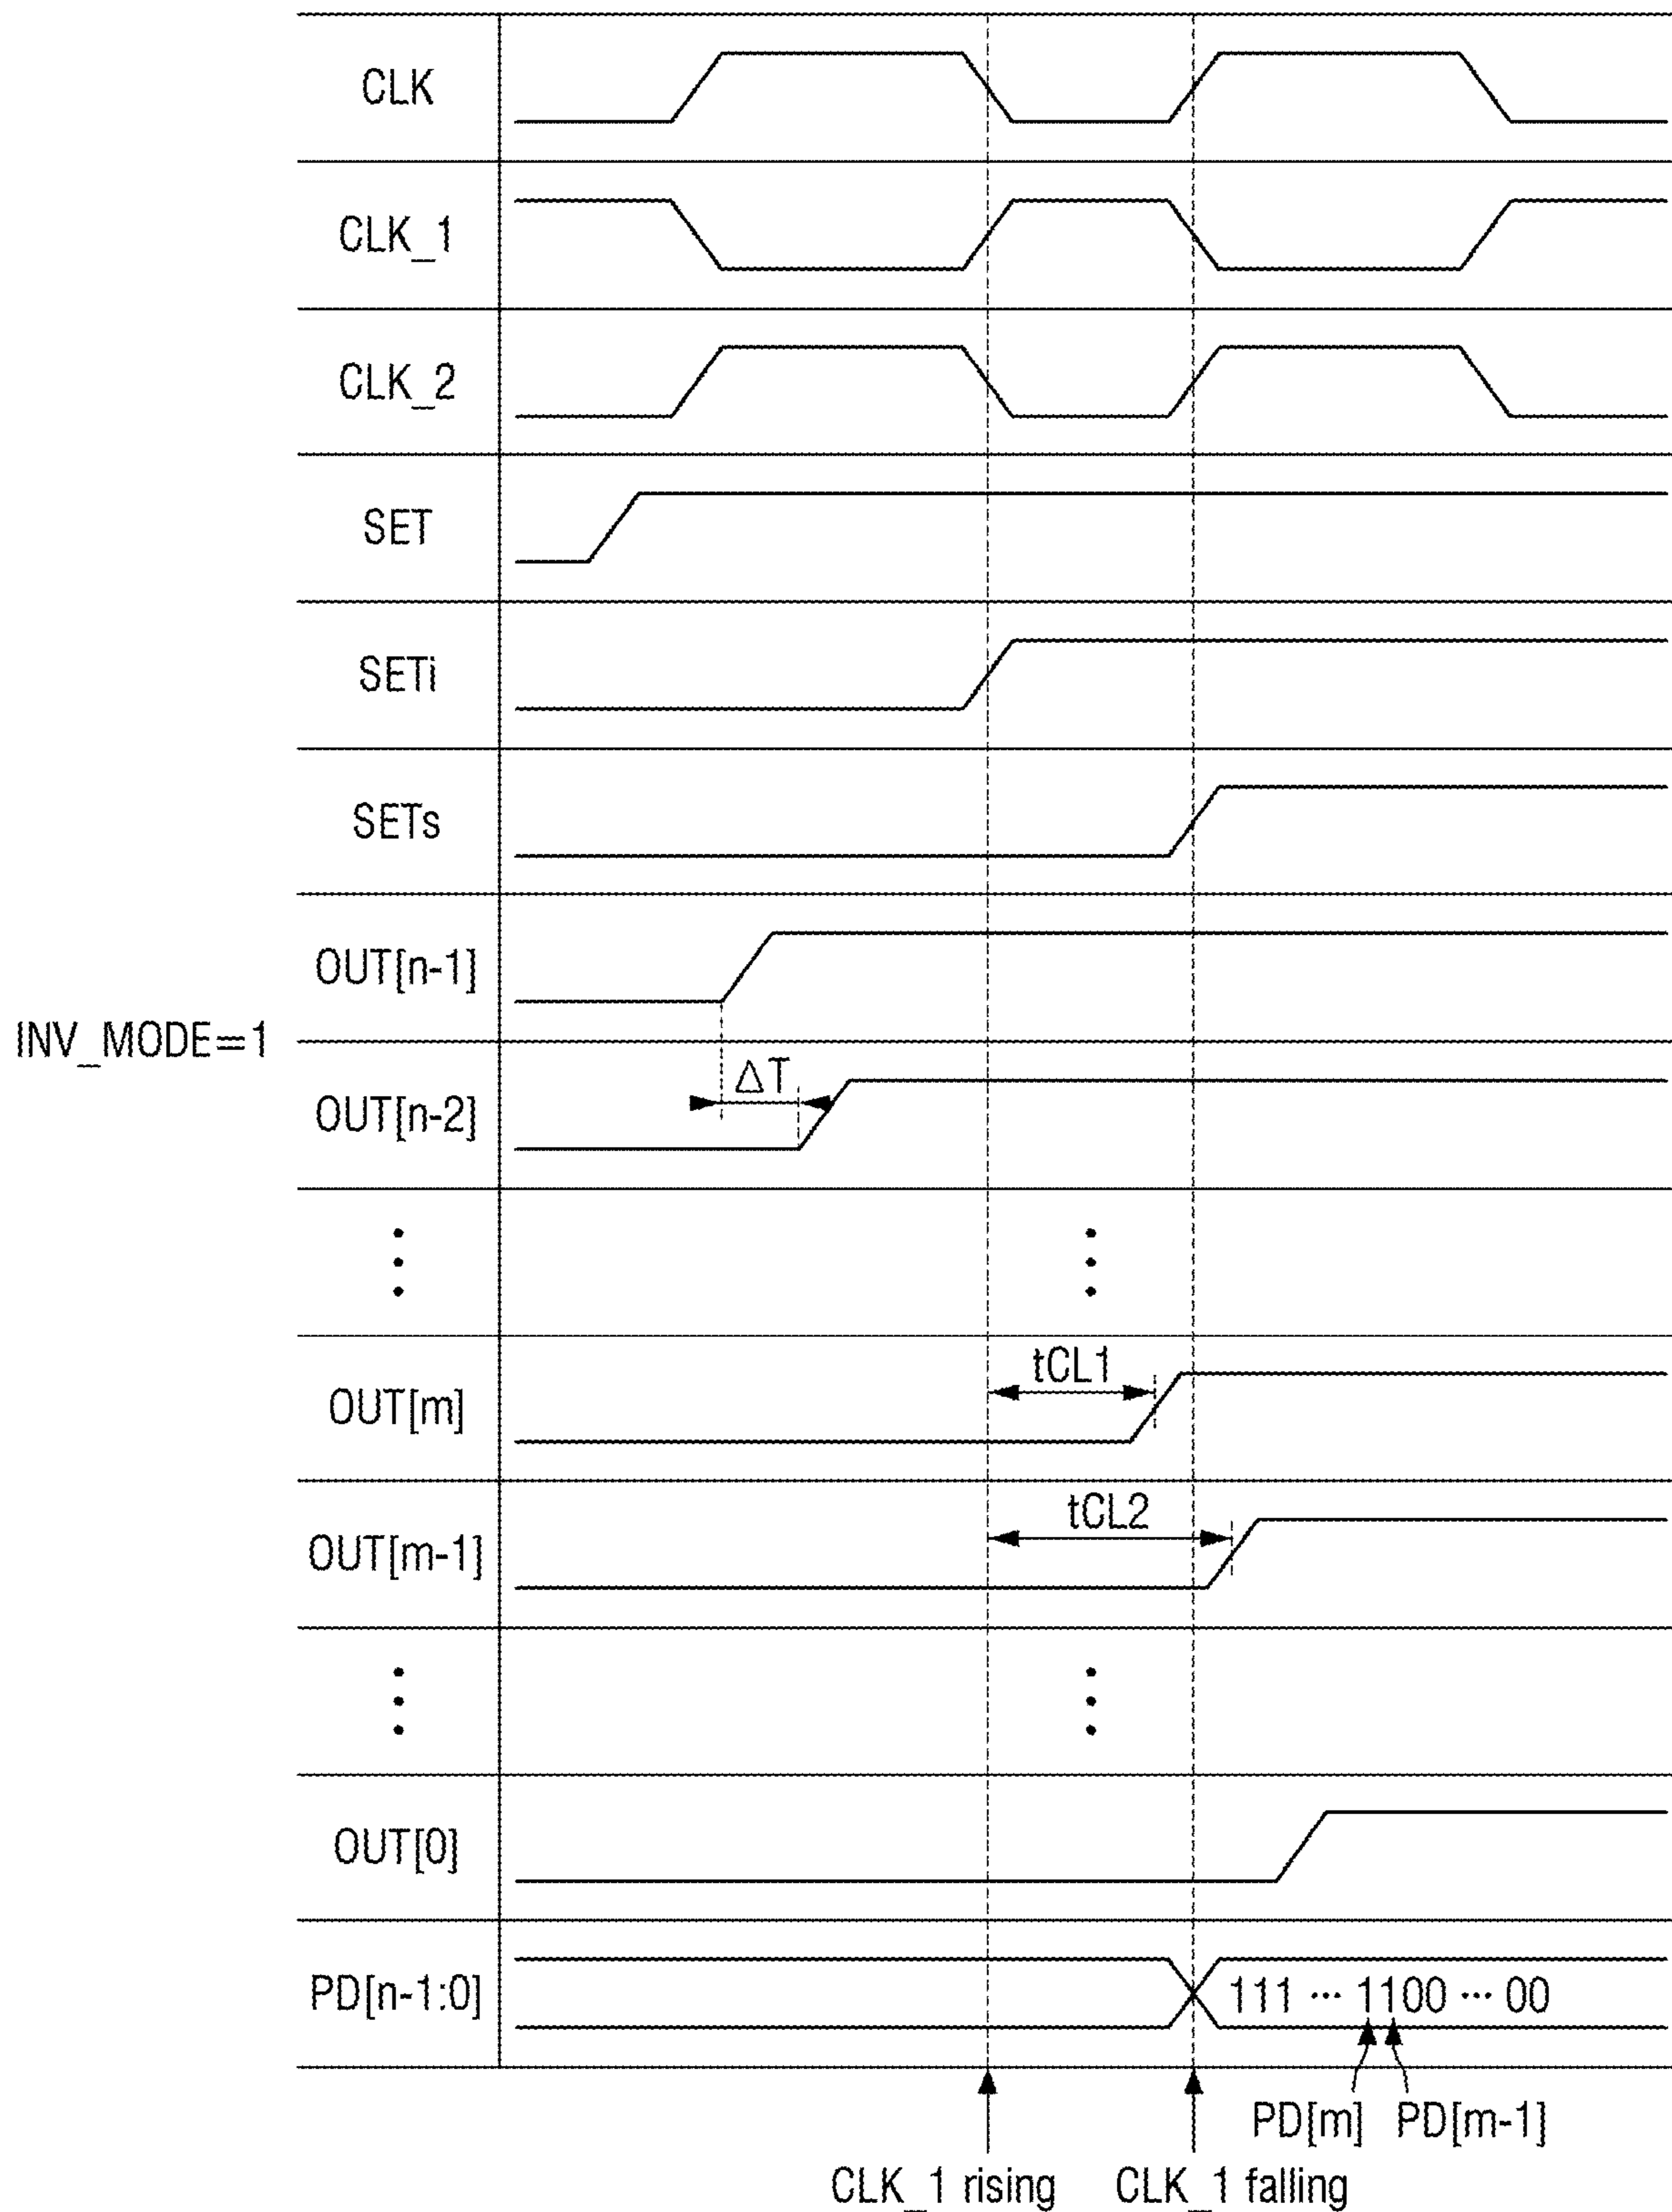 CLK
CLK_1
CLK_2
SET
SETi
SETs
OUT[n-1]
INV_MODE=1
ΔT
OUT[n-2]
tCL1
OUT[m]
tCL2
OUT[m-1]
OUT[0]
PD[n-1:0] 111 ··· 1100 ··· 00
PD[m] PD[m-1]
CLK_1 rising CLK_1 falling